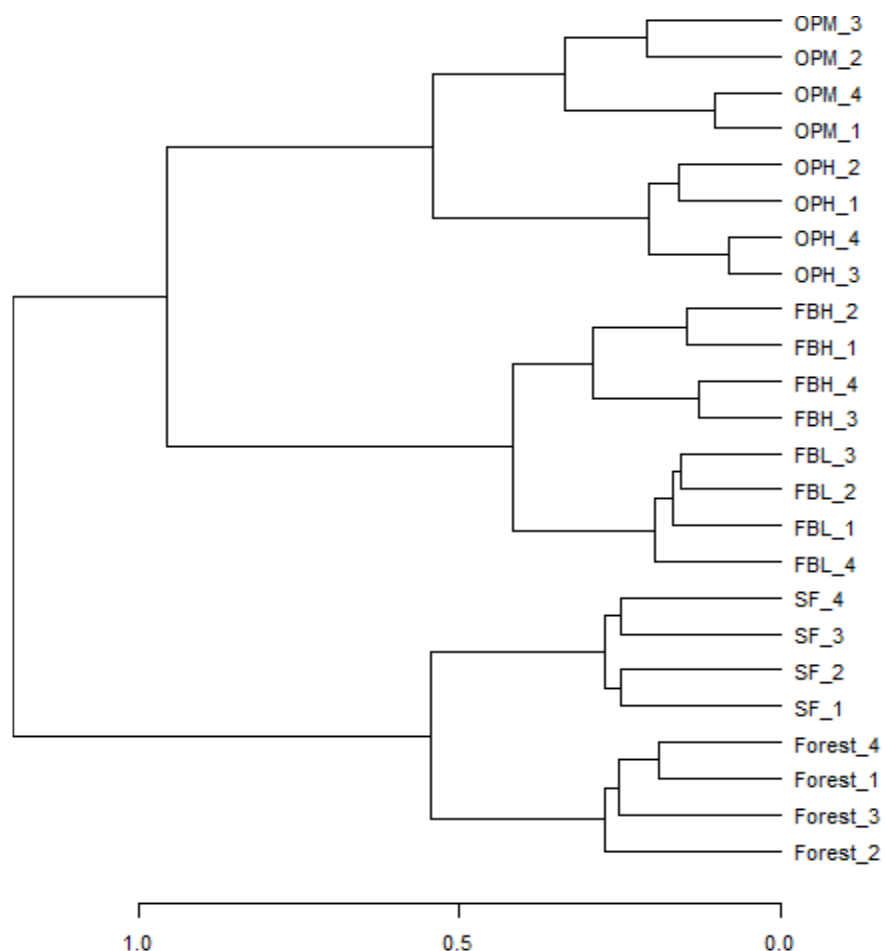 OPM_3
OPM_2
OPM_4
OPM_1
OPH_2
OPH_1
OPH_4
OPH_3
FBH_2
FBH_1
FBH_4
FBH_3
FBL_3
FBL_2
FBL_1
FBL_4
SF_4
SF_3
SF_2
SF_1
Forest_4
Forest_1
Forest_3
Forest_2
1.0 0.5 0.0